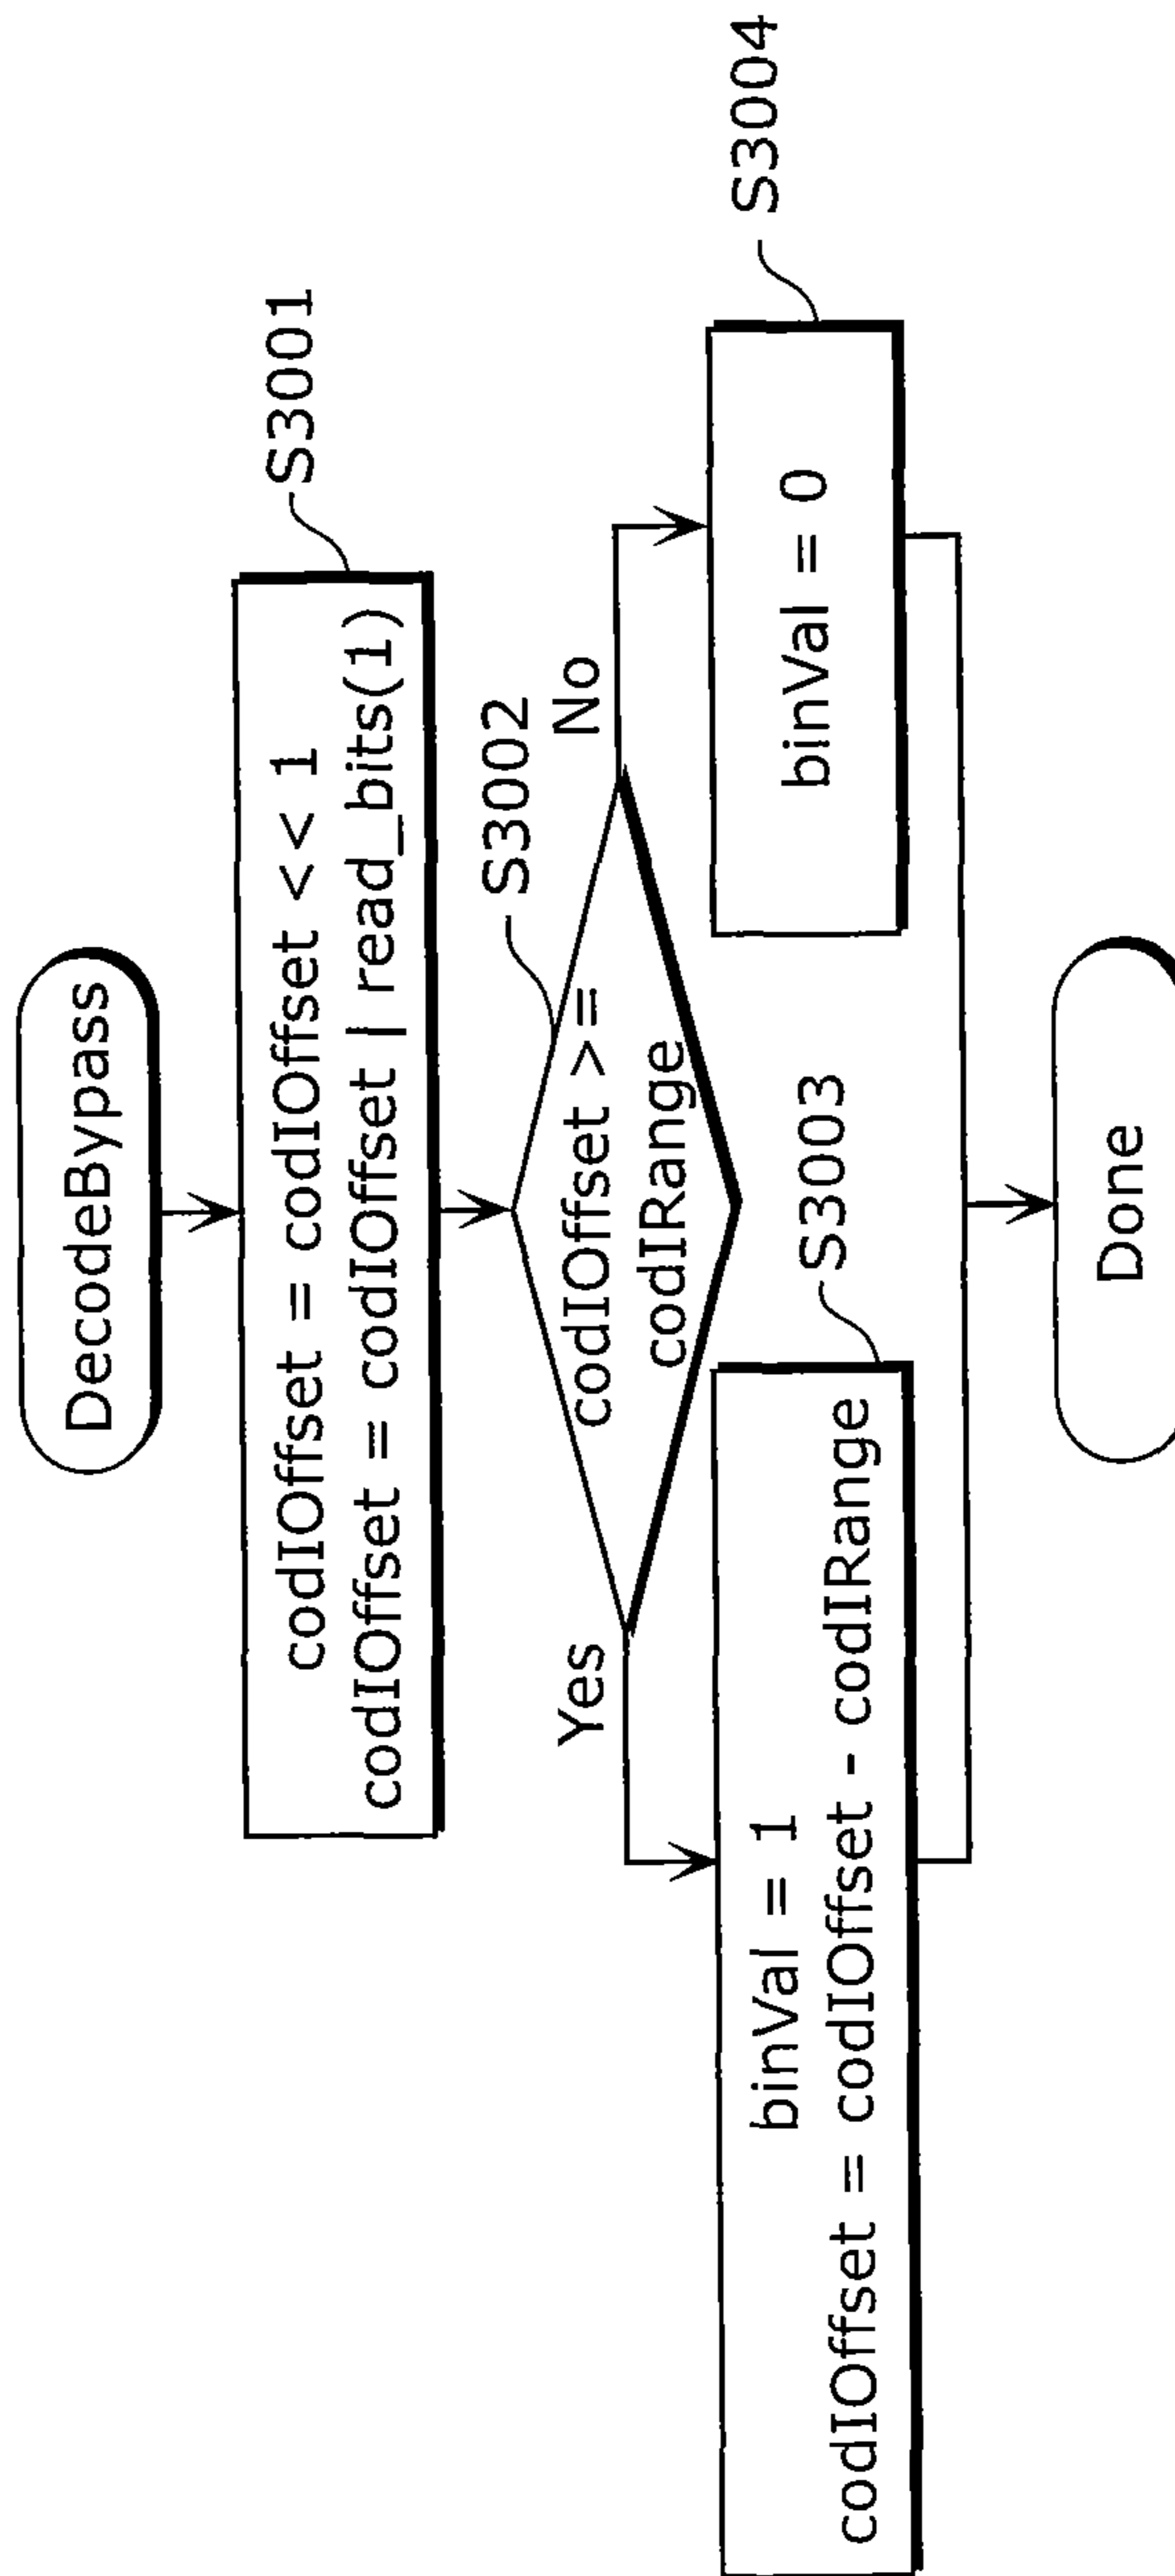 DecodeBypass
codIOffset = codIOffset << 1
codIOffset = codIOffset | read_bits(1)
S3001
codIOffset >=
codIRange
S3002
Yes
No
binVal = 1
codIOffset = codIOffset - codIRange
S3003
binVal = 0
S3004
Done